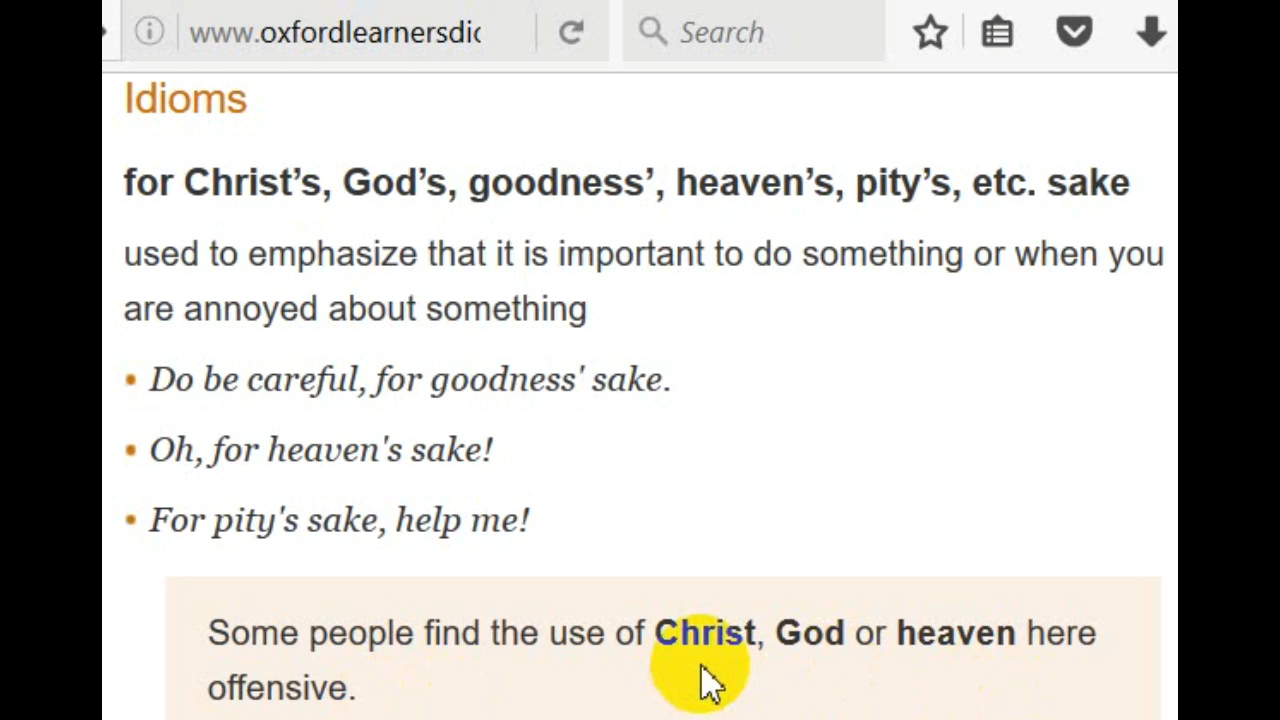 www.oxfordlearnersdic
Search
Idioms
for Christ’s, God’s, goodness’, heaven’s, pity’s, etc. sake
used to emphasize that it is important to do something or when you
are annoyed about something
• Do be careful, for goodness' sake.
• Oh, for heaven's sake!
• For pity's sake, help me!
Some people find the use of Christ, God or heaven here
offensive.